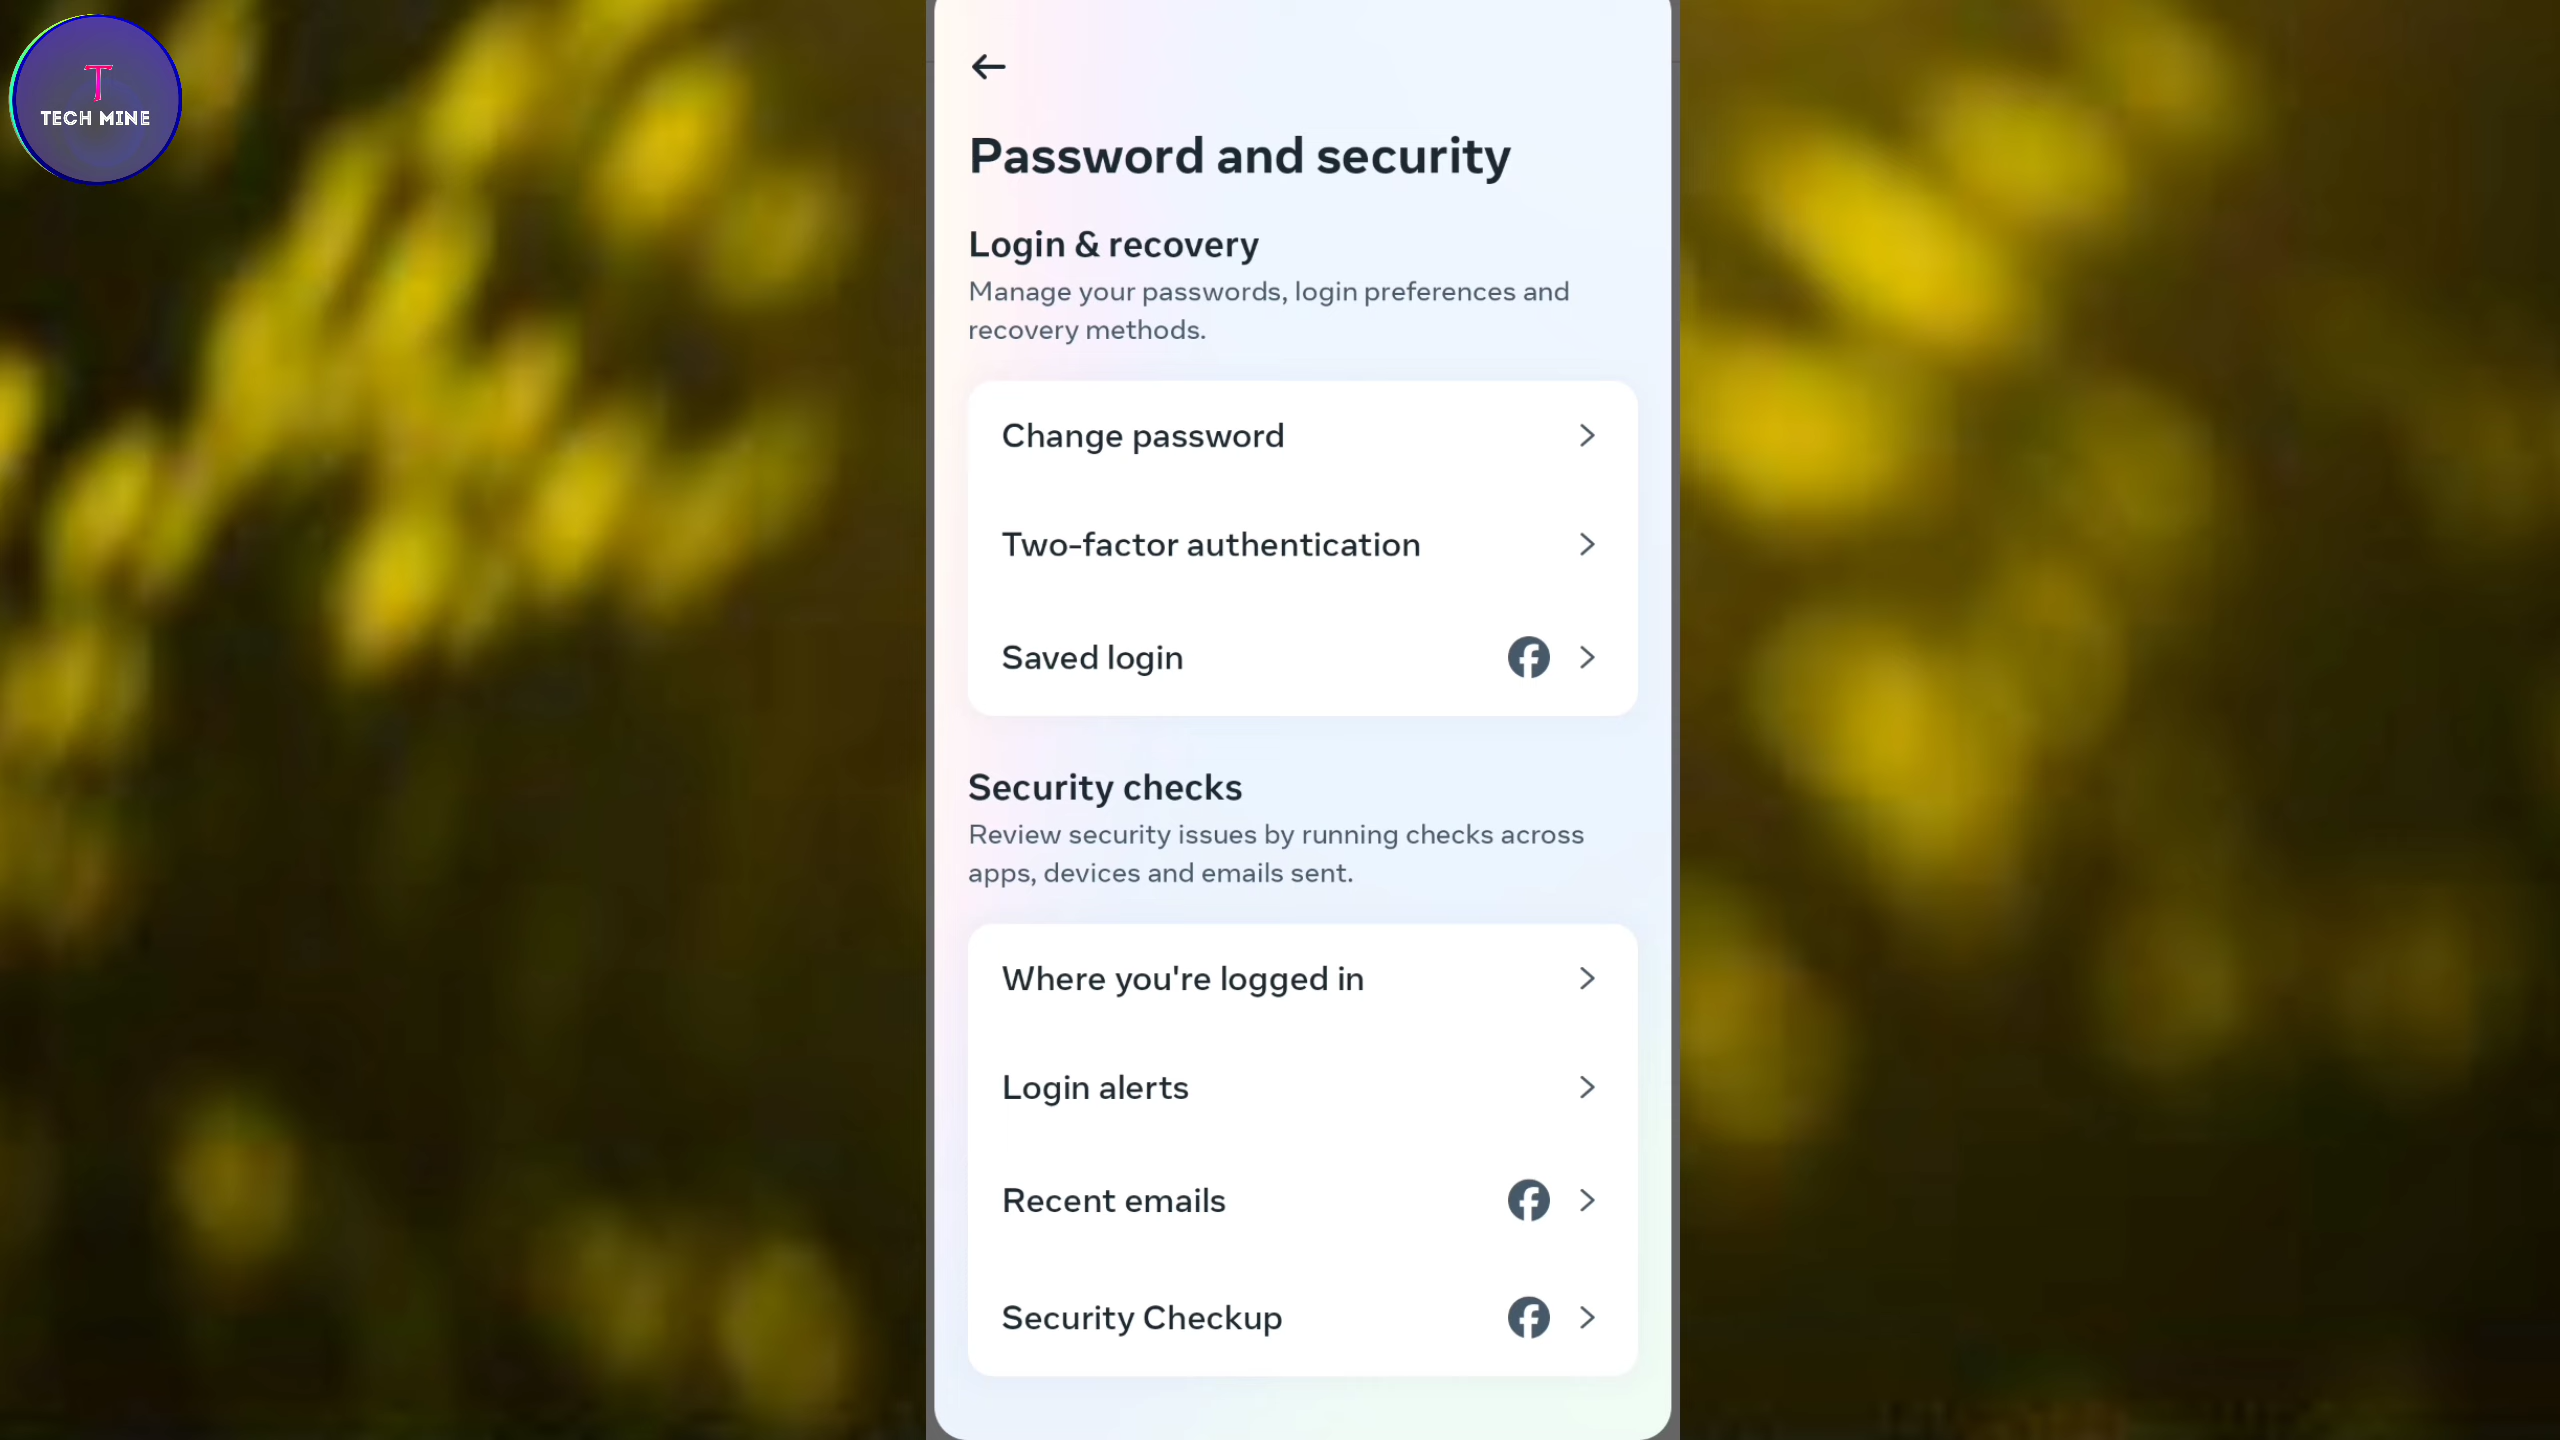 T
TECH MINE
Password and security
Login & recovery
Manage your passwords, login preferences and
recovery methods.
Change password
Two-factor authentication
Saved login
Security checks
Review security issues by running checks across
apps, devices and emails sent.
Where you're logged in
Login alerts
Recent emails
Security Checkup